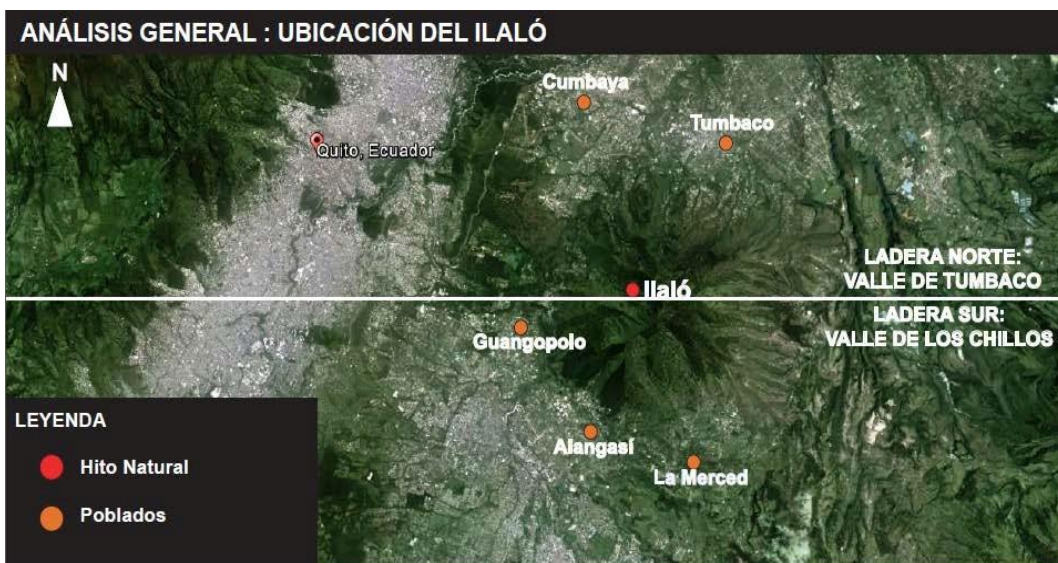 ANÁLISIS GENERAL : UBICACIÓN DEL ILALÓ
N
Cumbaya
Tumbaco
Quito, Ecuador
LADERA NORTE:
VALLE DE TUMBACO
Ilaló
LADERA SUR:
VALLE DE LOS CHILLOS
Guangopolo
Alangasí
La Merced
LEYENDA
Hito Natural
Poblados